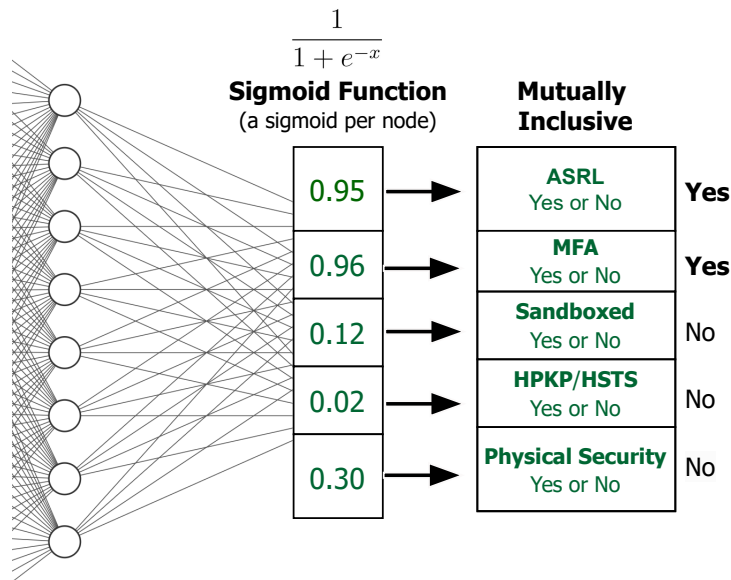 1
1 + e^{-x}
Sigmoid Function
(a sigmoid per node)
Mutually
Inclusive
0.95
ASRL
Yes or No
Yes
0.96
MFA
Yes or No
Yes
0.12
Sandboxed
Yes or No
No
0.02
HPKP/HSTS
Yes or No
No
0.30
Physical Security
Yes or No
No